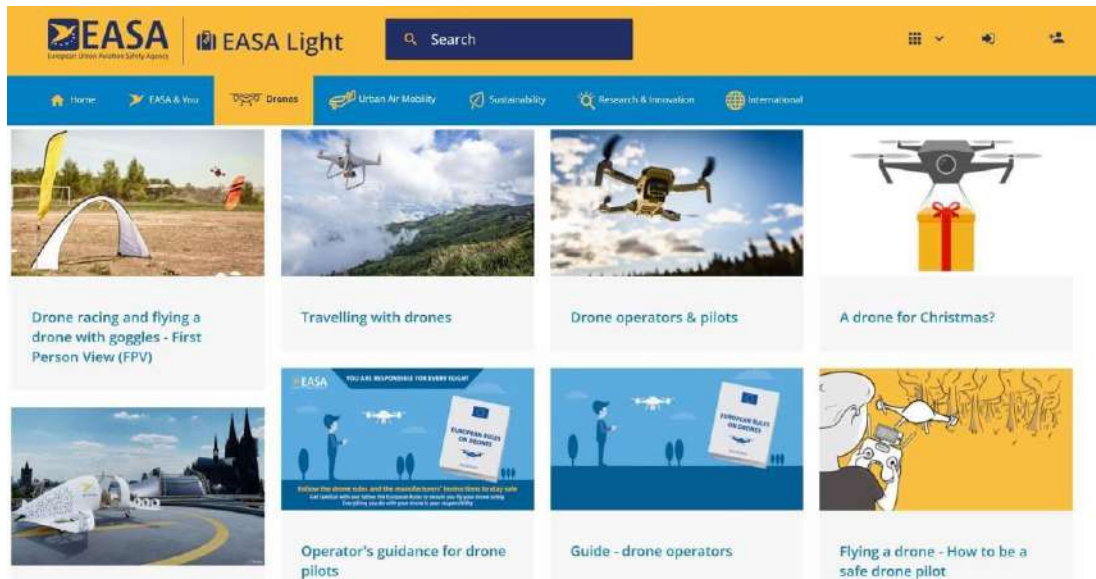 EASA
European Union Aviation Safety Agency
EASA Light
Search
Home
EASA & You
Drones
Urban Air Mobility
Sustainability
Research & Innovation
International
Drone racing and flying a
drone with goggles - First
Person View (FPV)
Travelling with drones
Drone operators & pilots
A drone for Christmas?
EASA
YOU ARE RESPONSIBLE FOR EVERY FLIGHT
EUROPEAN RULES
ON DRONES
Follow the drone rules and the manufacturers' instructions to stay safe
EUROPEAN RULES
ON DRONES
Operator's guidance for drone
pilots
Guide - drone operators
Flying a drone - How to be a
safe drone pilot